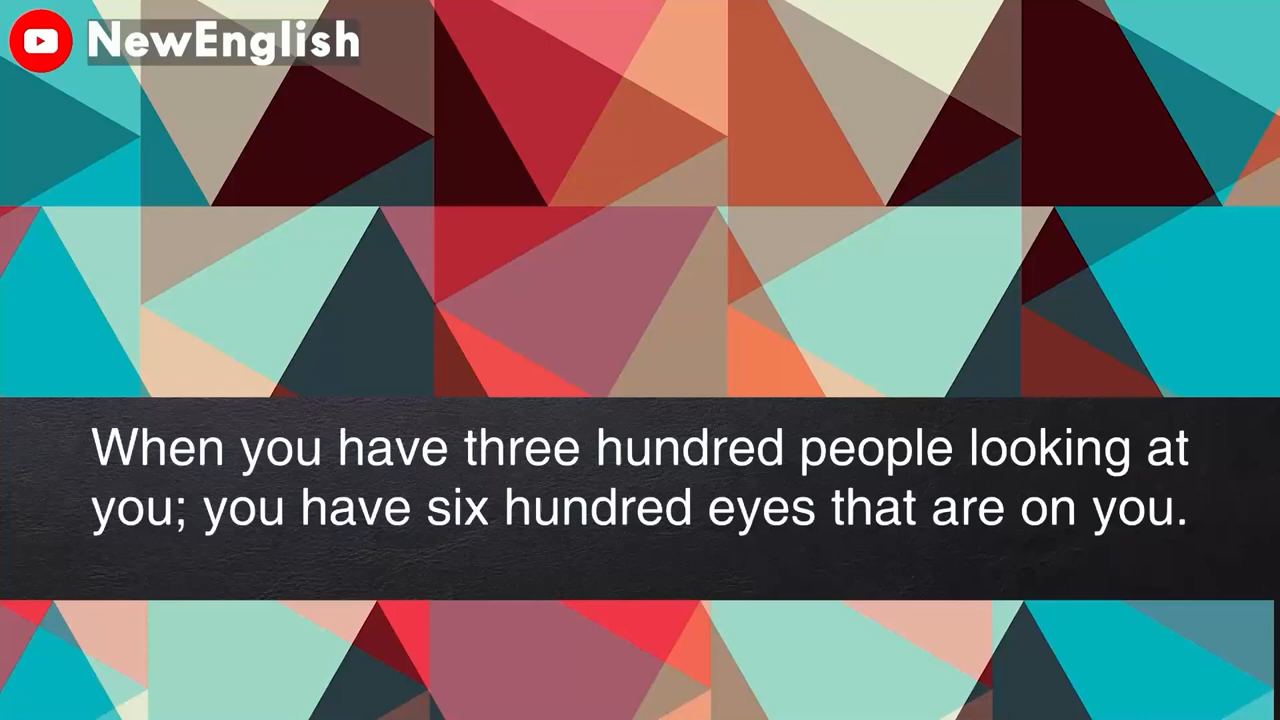 NewEnglish
When you have three hundred people looking at
you; you have six hundred eyes that are on you.